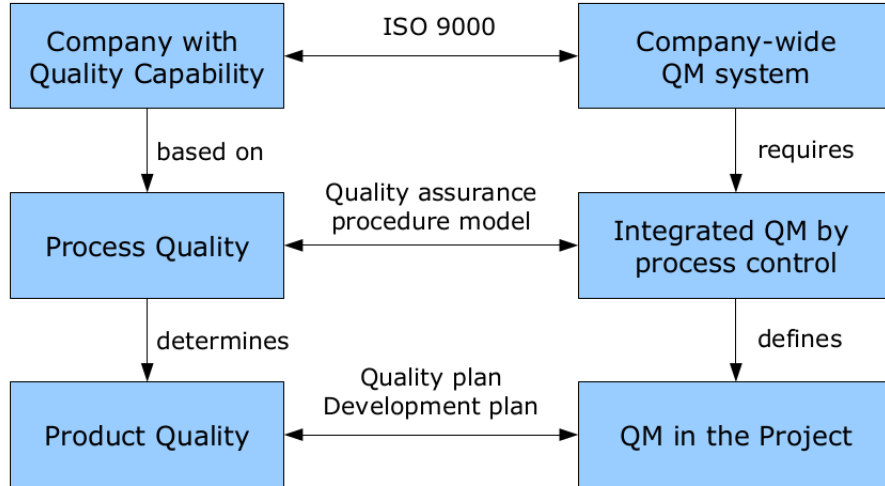 Company with
Quality Capability
ISO 9000
Company-wide
QM system
based on
requires
Process Quality
Quality assurance
procedure model
Integrated QM by
process control
determines
defines
Product Quality
Quality plan
Development plan
QM in the Project